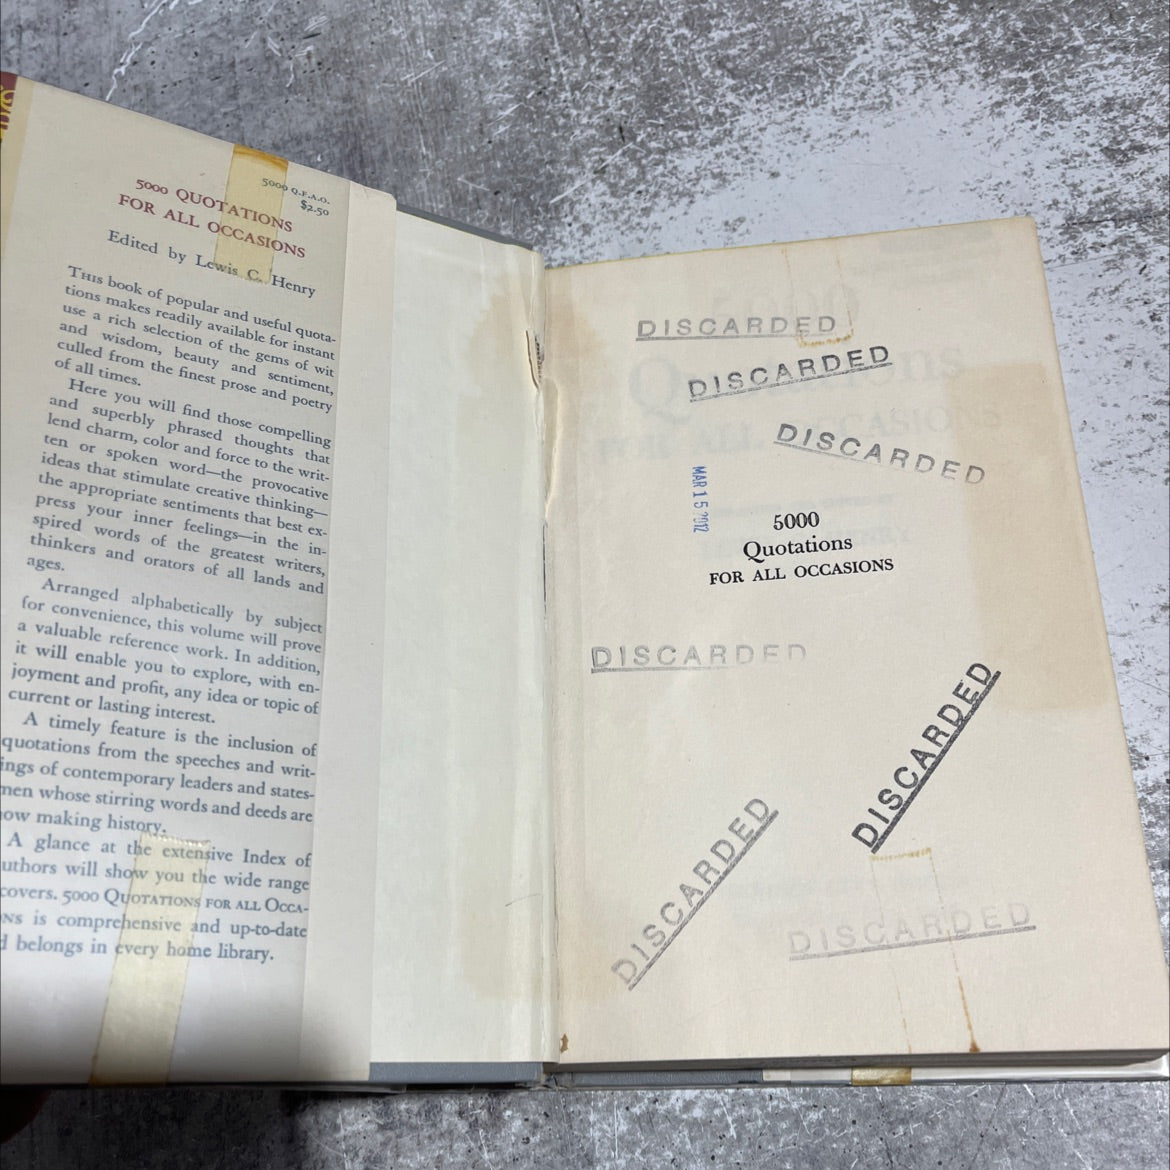 5000 Q.F.A.O.
$2.50
5000 QUOTATIONS
FOR ALL OCCASIONS
Edited by Lewis C. Henry
THIS book of popular and useful quota-
tions makes readily available for instant
use a rich selection of the gems of wit
and wisdom, beauty and sentiment,
culled from the finest prose and poetry
of all times.
Here you will find those compelling
and superbly phrased thoughts that
lend charm, color and force to the writ-
ten or spoken word—the provocative
ideas that stimulate creative thinking—
the appropriate sentiments that best ex-
press your inner feelings—in the in-
spired words of the greatest writers,
thinkers and orators of all lands and
ages.
Arranged alphabetically by subject
for convenience, this volume will prove
a valuable reference work. In addition,
it will enable you to explore, with en-
joyment and profit, any idea or topic of
current or lasting interest.
A timely feature is the inclusion of
quotations from the speeches and writ-
ings of contemporary leaders and states-
men whose stirring words and deeds are
now making history.
A glance at the extensive Index of
Authors will show you the wide range
covers. 5000 QUOTATIONS FOR ALL OCCA-
NS is comprehensive and up-to-date
d belongs in every home library.
DISCARDED
DISCARDED
DISCARDED
MAR 15 2012
5000
Quotations
FOR ALL OCCASIONS
DISCARDED
DISCARDED
DISCARDED
DISCARDED